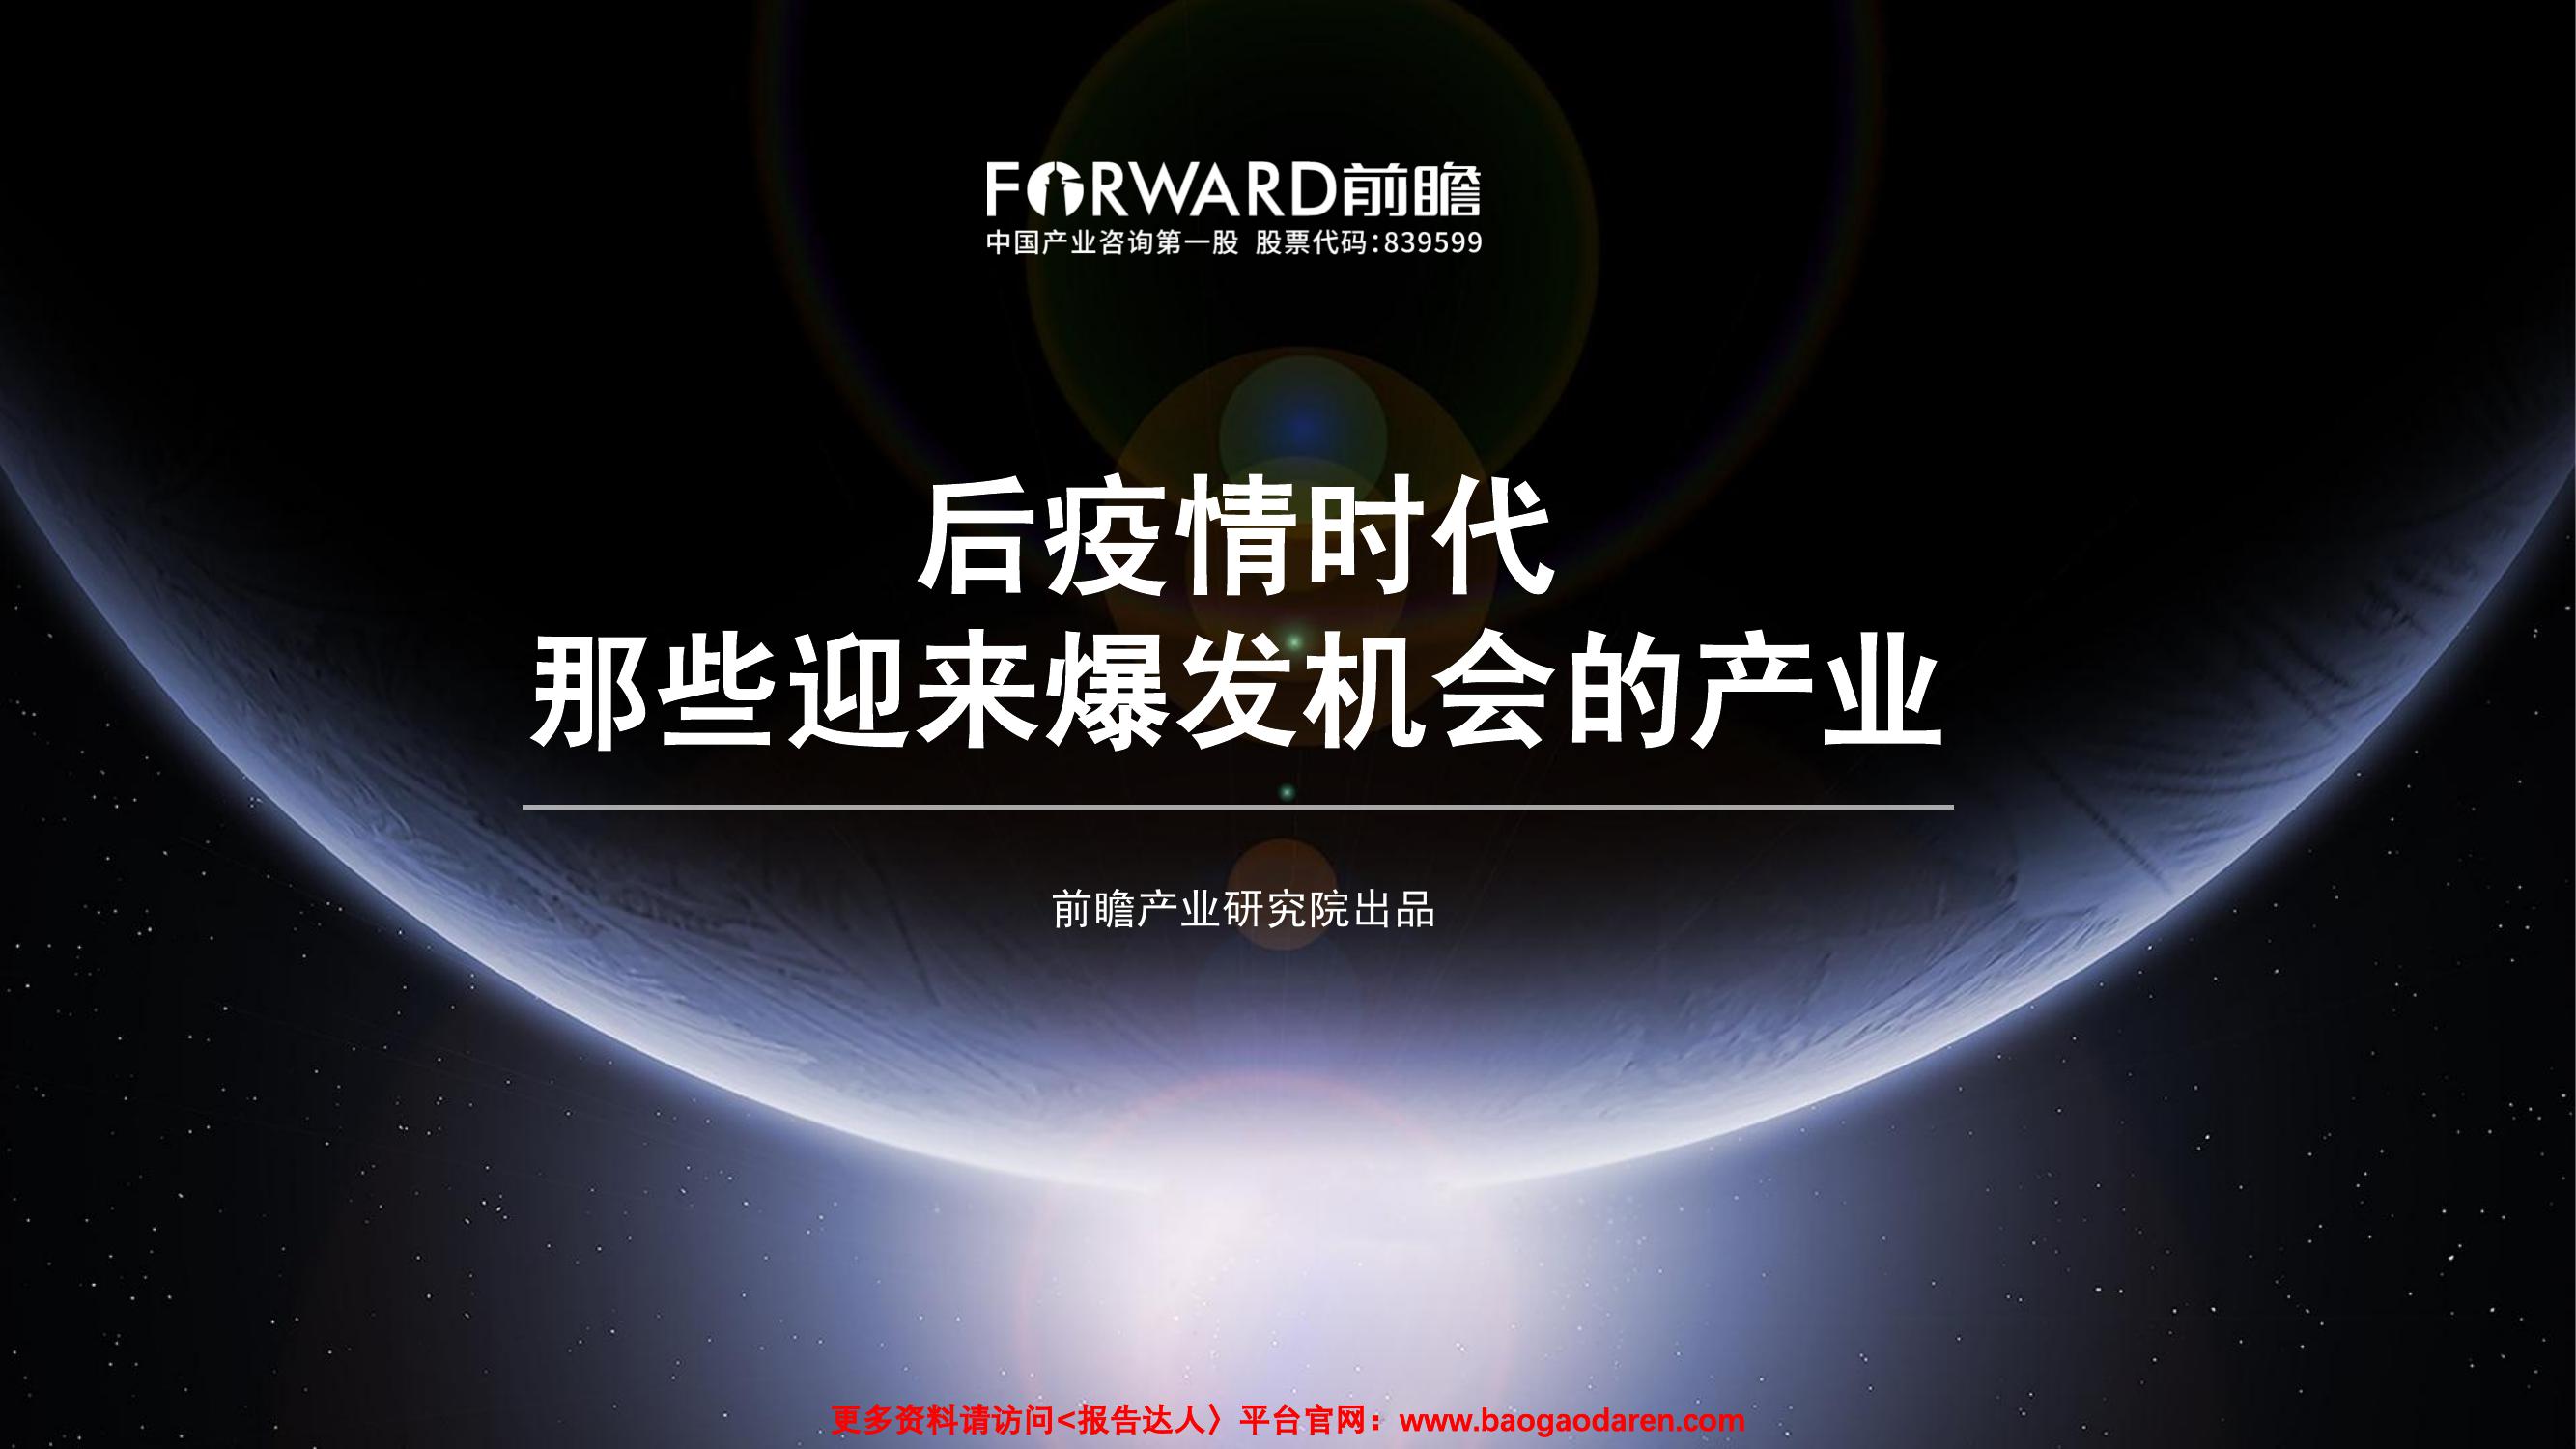 FORWARD前瞻
中国产业咨询第一股 股票代码:839599
后疫情时代
那些迎来爆发机会的产业
前瞻产业研究院出品
更多资料请访问<报告达人〉平台官网：www.baogaodaren.com